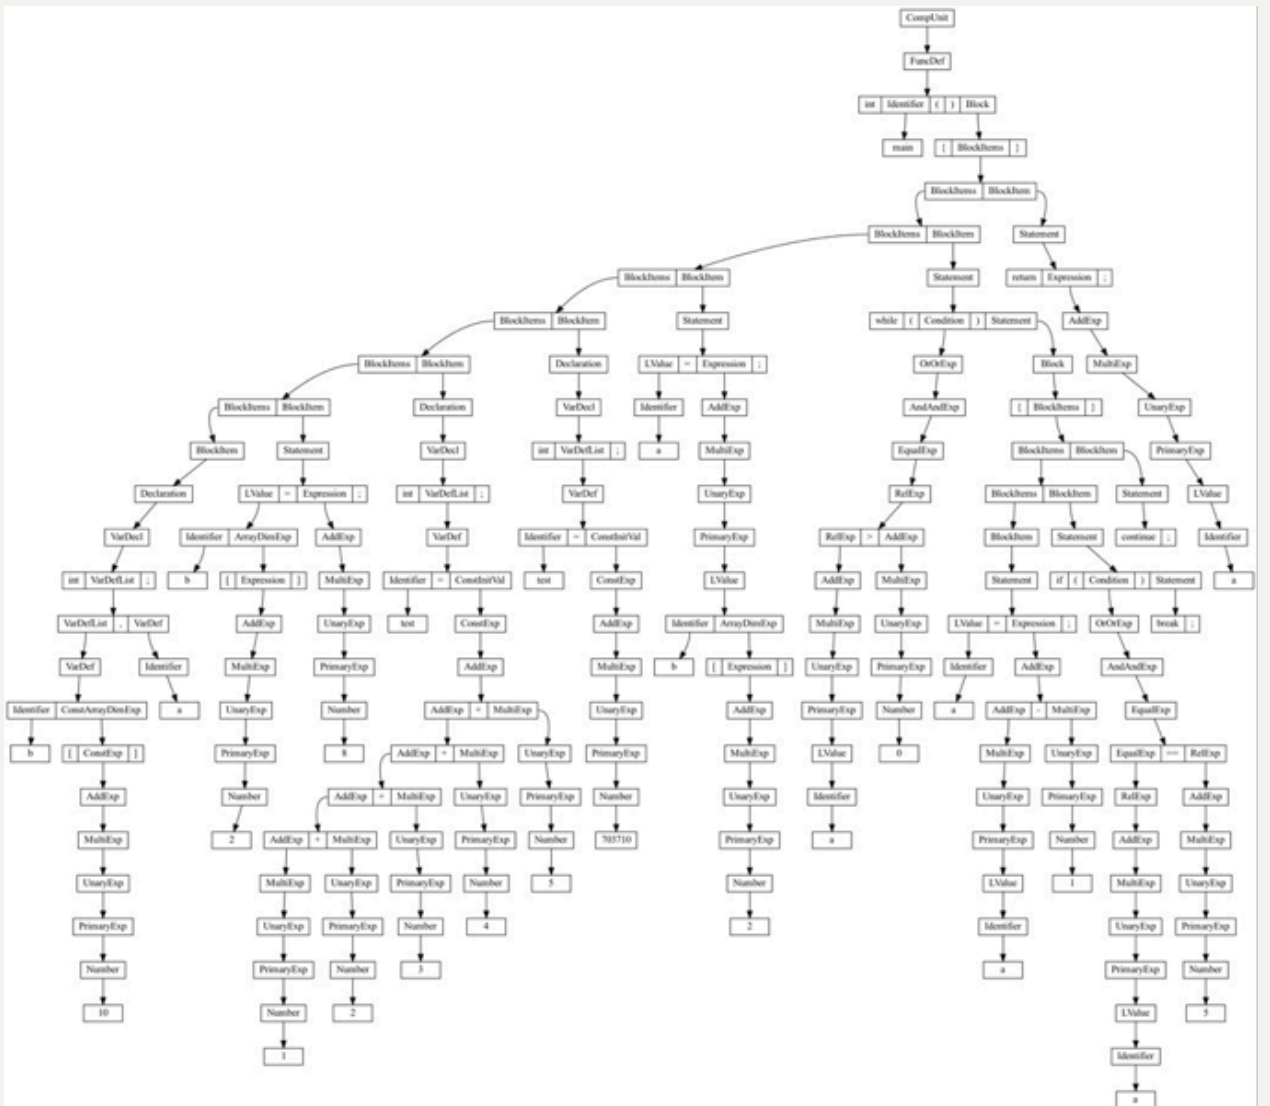 CompUnit
FuncDef
int Identifier ( ) Block
main [ BlockItems ]
BlockItems BlockItem
BlockItems BlockItem Statement
BlockItems BlockItem Statement return Expression ;
BlockItems BlockItem Statement while ( Condition ) Statement AddExp
BlockItems BlockItem Declaration LValue = Expression ; OrOrExp Block MultiExp
BlockItems BlockItem Declaration VarDecl Identifier AddExp AndAndExp [ BlockItems ] UnaryExp
BlockItem Statement VarDecl int VarDefList ; a MultiExp EqualExp BlockItems BlockItem PrimaryExp
Declaration LValue = Expression ; int VarDefList ; VarDef UnaryExp RelExp BlockItems BlockItem Statement LValue
VarDecl Identifier ArrayDimExp AddExp VarDef Identifier = ConstInitVal PrimaryExp RelExp > AddExp BlockItem Statement continue ; Identifier
int VarDefList ; b [ Expression ] MultiExp Identifier = ConstInitVal test ConstExp LValue AddExp MultiExp Statement if ( Condition ) Statement a
VarDefList , VarDef AddExp UnaryExp test ConstExp AddExp Identifier ArrayDimExp MultiExp UnaryExp LValue = Expression ; OrOrExp break ;
VarDef Identifier MultiExp PrimaryExp AddExp MultiExp b [ Expression ] UnaryExp PrimaryExp Identifier AddExp AndAndExp
Identifier ConstArrayDimExp a UnaryExp Number AddExp + MultiExp UnaryExp AddExp PrimaryExp Number a AddExp - MultiExp EqualExp
b [ ConstExp ] PrimaryExp 8 AddExp + MultiExp UnaryExp PrimaryExp MultiExp LValue 0 MultiExp UnaryExp EqualExp == RelExp
AddExp Number AddExp + MultiExp UnaryExp PrimaryExp Number UnaryExp Identifier UnaryExp PrimaryExp RelExp AddExp
MultiExp 2 AddExp + MultiExp UnaryExp PrimaryExp Number 703710 PrimaryExp a PrimaryExp Number AddExp MultiExp
UnaryExp MultiExp UnaryExp PrimaryExp Number 5 Number LValue 1 MultiExp UnaryExp
PrimaryExp UnaryExp PrimaryExp Number 4 2 Identifier UnaryExp PrimaryExp
Number PrimaryExp Number 3 a PrimaryExp Number
10 Number 2 LValue 5
1 Identifier
a